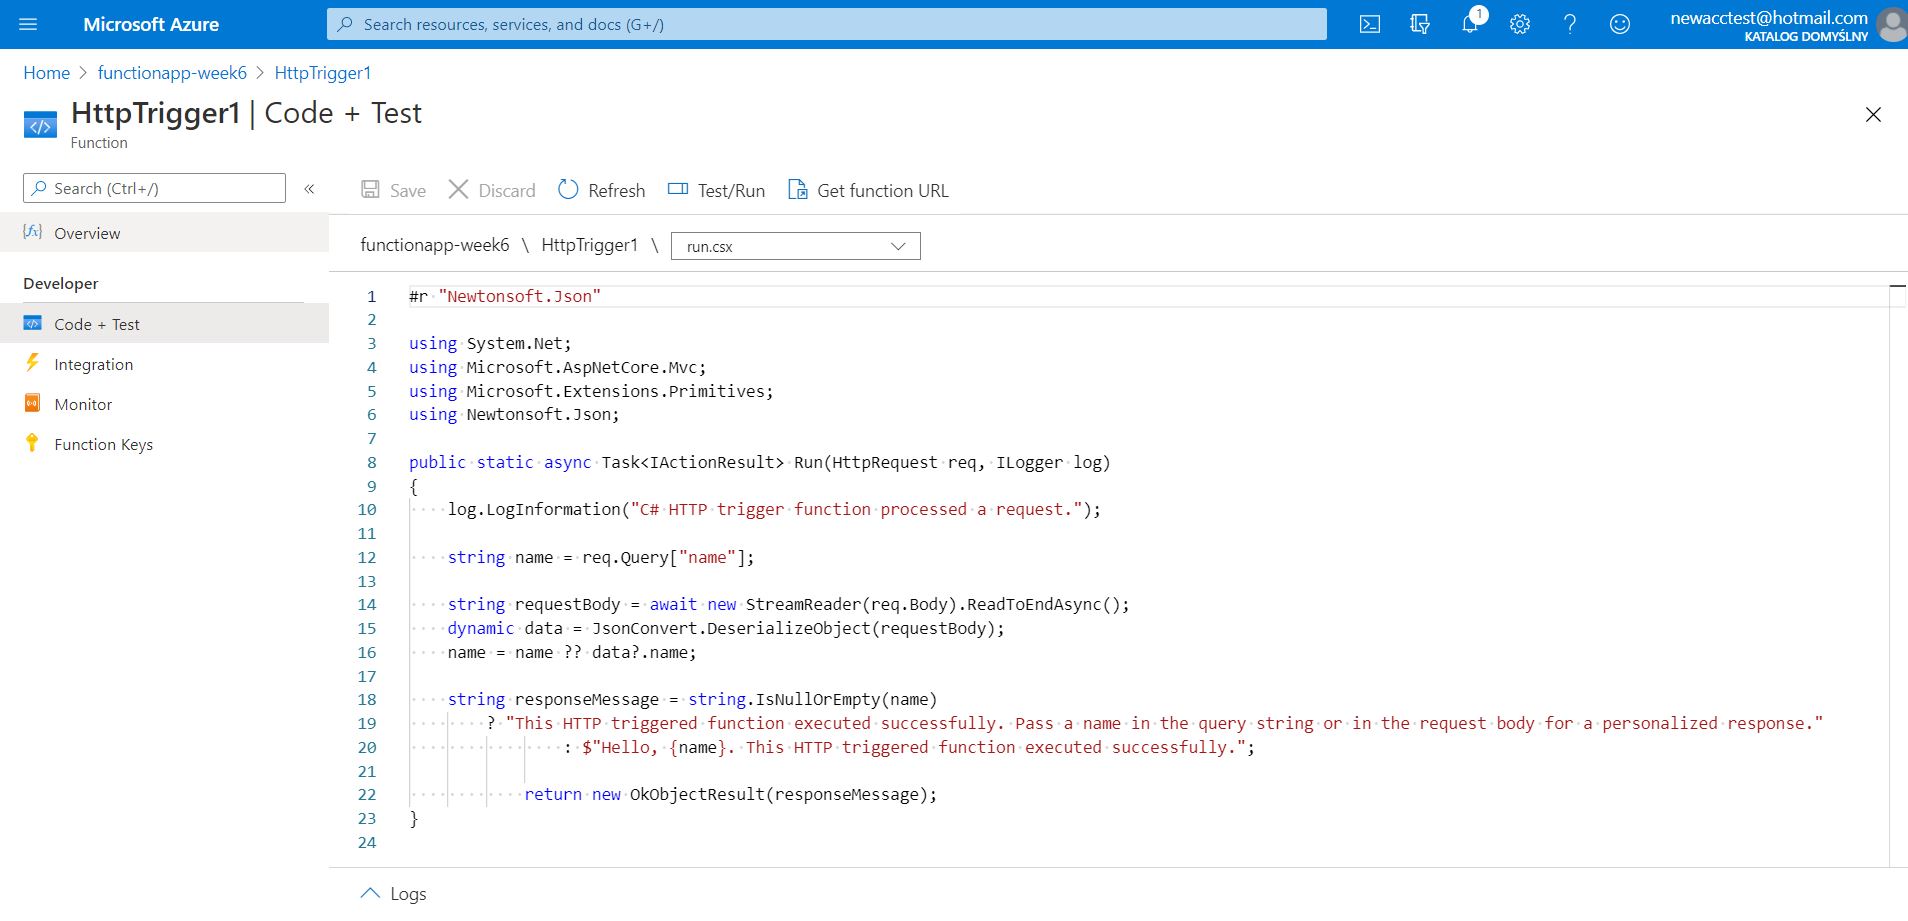 Microsoft Azure
Search resources, services, and docs (G+/)
1
newacctest@hotmail.com
KATALOG DOMYŚLNY
Home > functionapp-week6 > HttpTrigger1
HttpTrigger1 | Code + Test
Function
Search (Ctrl+/)
«
Save
Discard
Refresh
Test/Run
Get function URL
Overview
Developer
Code + Test
Integration
Monitor
Function Keys
functionapp-week6 \ HttpTrigger1 \ run.csx
1 #r "Newtonsoft.Json"
2
3 using System.Net;
4 using Microsoft.AspNetCore.Mvc;
5 using Microsoft.Extensions.Primitives;
6 using Newtonsoft.Json;
7
8 public static async Task<IActionResult> Run(HttpRequest req, ILogger log)
9 {
10     log.LogInformation("C# HTTP trigger function processed a request.");
11
12     string name = req.Query["name"];
13
14     string requestBody = await new StreamReader(req.Body).ReadToEndAsync();
15     dynamic data = JsonConvert.DeserializeObject(requestBody);
16     name = name ?? data?.name;
17
18     string responseMessage = string.IsNullOrEmpty(name)
19         ? "This HTTP triggered function executed successfully. Pass a name in the query string or in the request body for a personalized response."
20                 : $"Hello, {name}. This HTTP triggered function executed successfully.";
21
22             return new OkObjectResult(responseMessage);
23 }
24
Logs